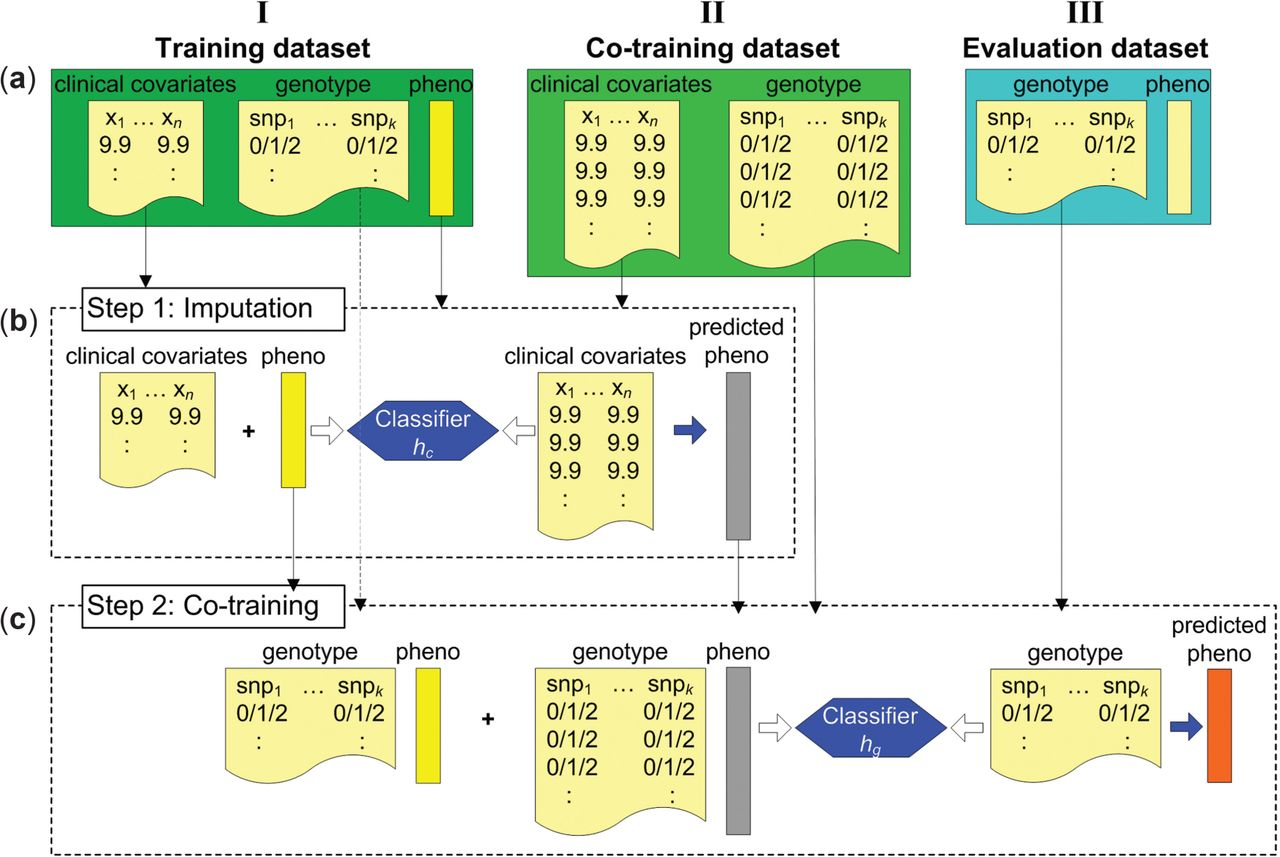 I II III
Training dataset Co-training dataset Evaluation dataset
(a)
clinical covariates genotype pheno
x1 … xn snp1 … snpk
9.9 9.9 0/1/2 0/1/2
: : : :
clinical covariates genotype
x1 … xn snp1 … snpk
9.9 9.9 0/1/2 0/1/2
9.9 9.9 0/1/2 0/1/2
9.9 9.9 0/1/2 0/1/2
: : : :
genotype pheno
snp1 … snpk
0/1/2 0/1/2
: :
(b)
Step 1: Imputation
clinical covariates pheno
x1 … xn
9.9 9.9
: :
+
Classifier
hc
clinical covariates
x1 … xn
9.9 9.9
9.9 9.9
9.9 9.9
: :
predicted
pheno
(c)
Step 2: Co-training
genotype pheno
snp1 … snpk
0/1/2 0/1/2
: :
+
genotype pheno
snp1 … snpk
0/1/2 0/1/2
0/1/2 0/1/2
0/1/2 0/1/2
: :
Classifier
hg
genotype
snp1 … snpk
0/1/2 0/1/2
: :
predicted
pheno